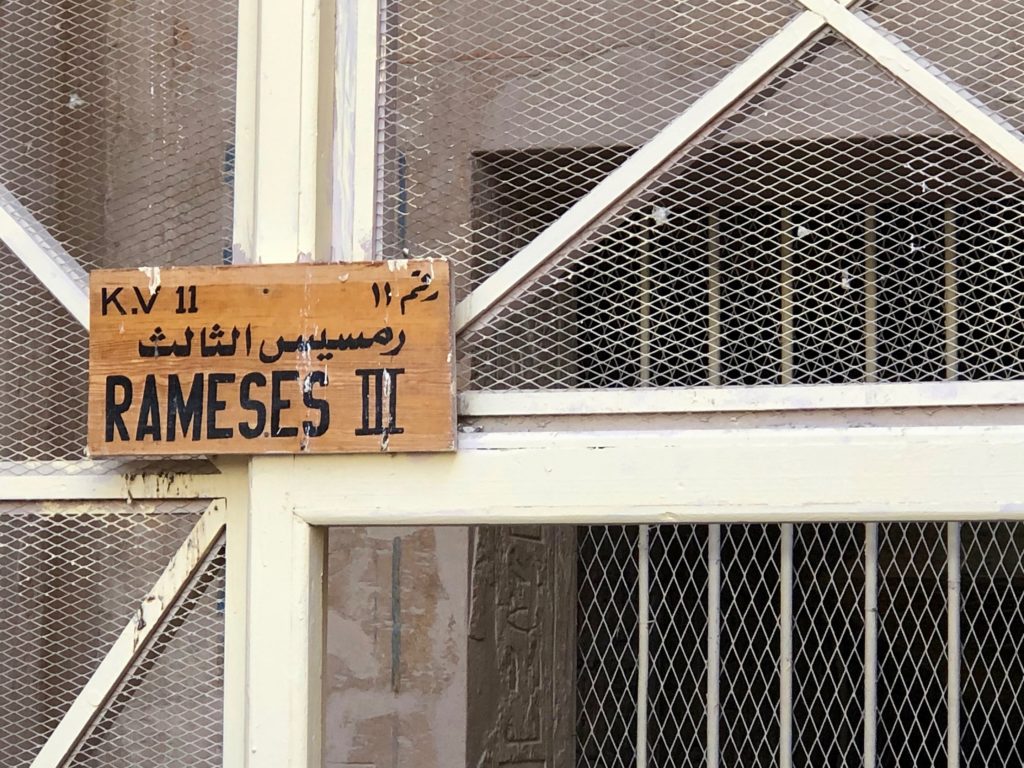 K.V 11 رقم ١١
رمسيس الثالث
RAMESES III